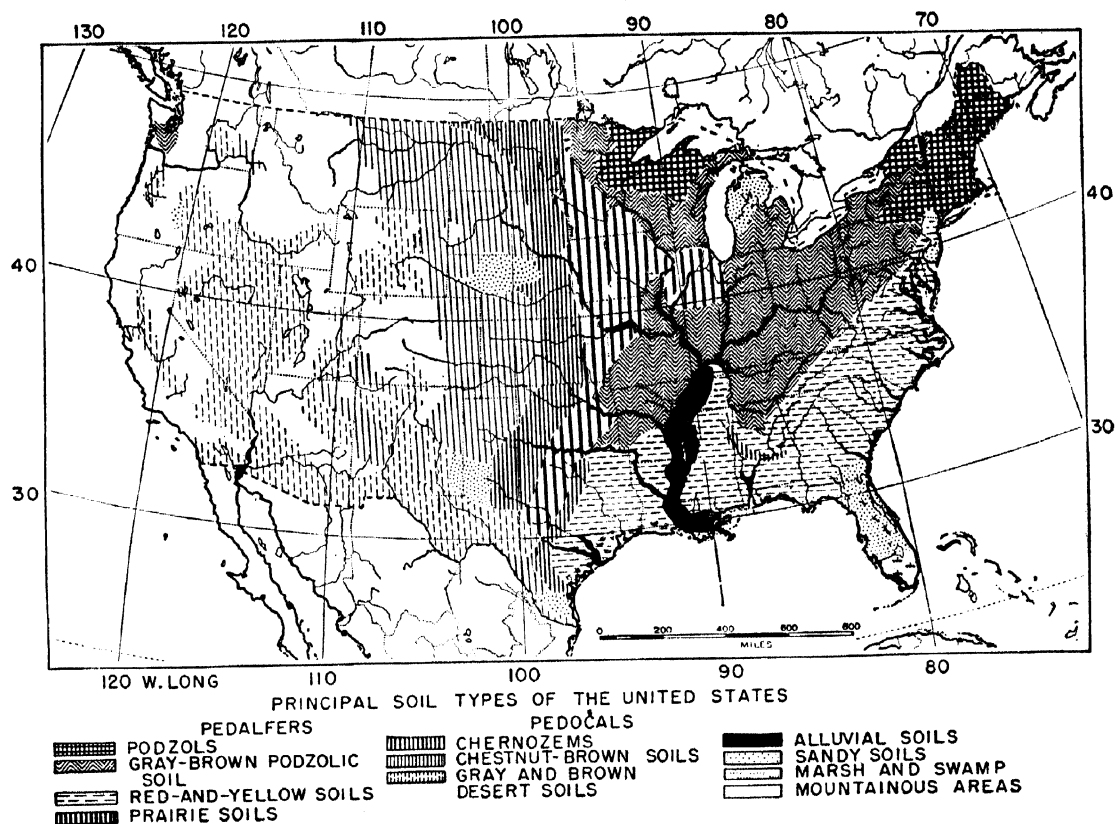 130 120 110 100 90 80 70
40 40
30 30
0 200 400 600 800
MILES
120 W. LONG 110 100 90 80
PRINCIPAL SOIL TYPES OF THE UNITED STATES
PEDALFERS
PODZOLS
GRAY-BROWN PODZOLIC
SOIL
RED-AND-YELLOW SOILS
PRAIRIE SOILS
PEDOCALS
CHERNOZEMS
CHESTNUT-BROWN SOILS
GRAY AND BROWN
DESERT SOILS
ALLUVIAL SOILS
SANDY SOILS
MARSH AND SWAMP
MOUNTAINOUS AREAS